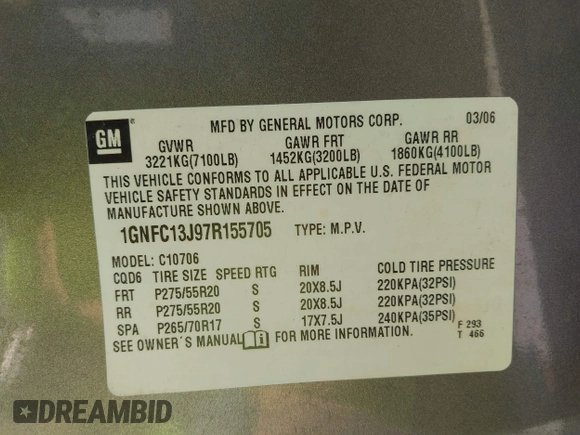 GM ®
MFD BY GENERAL MOTORS CORP. 03/06
GVWR GAWR FRT GAWR RR
3221KG(7100LB) 1452KG(3200LB) 1860KG(4100LB)
THIS VEHICLE CONFORMS TO ALL APPLICABLE U.S. FEDERAL MOTOR
VEHICLE SAFETY STANDARDS IN EFFECT ON THE DATE OF
MANUFACTURE SHOWN ABOVE.
1GNFC13J97R155705 TYPE: M.P.V.
MODEL: C10706
CQD6 TIRE SIZE SPEED RTG RIM COLD TIRE PRESSURE
FRT P275/55R20 S 20X8.5J 220KPA(32PSI)
RR P275/55R20 S 20X8.5J 220KPA(32PSI)
SPA P265/70R17 S 17X7.5J 240KPA(35PSI)
SEE OWNER'S MANUAL FOR MORE INFORMATION.
F 293
T 466
DREAMBID